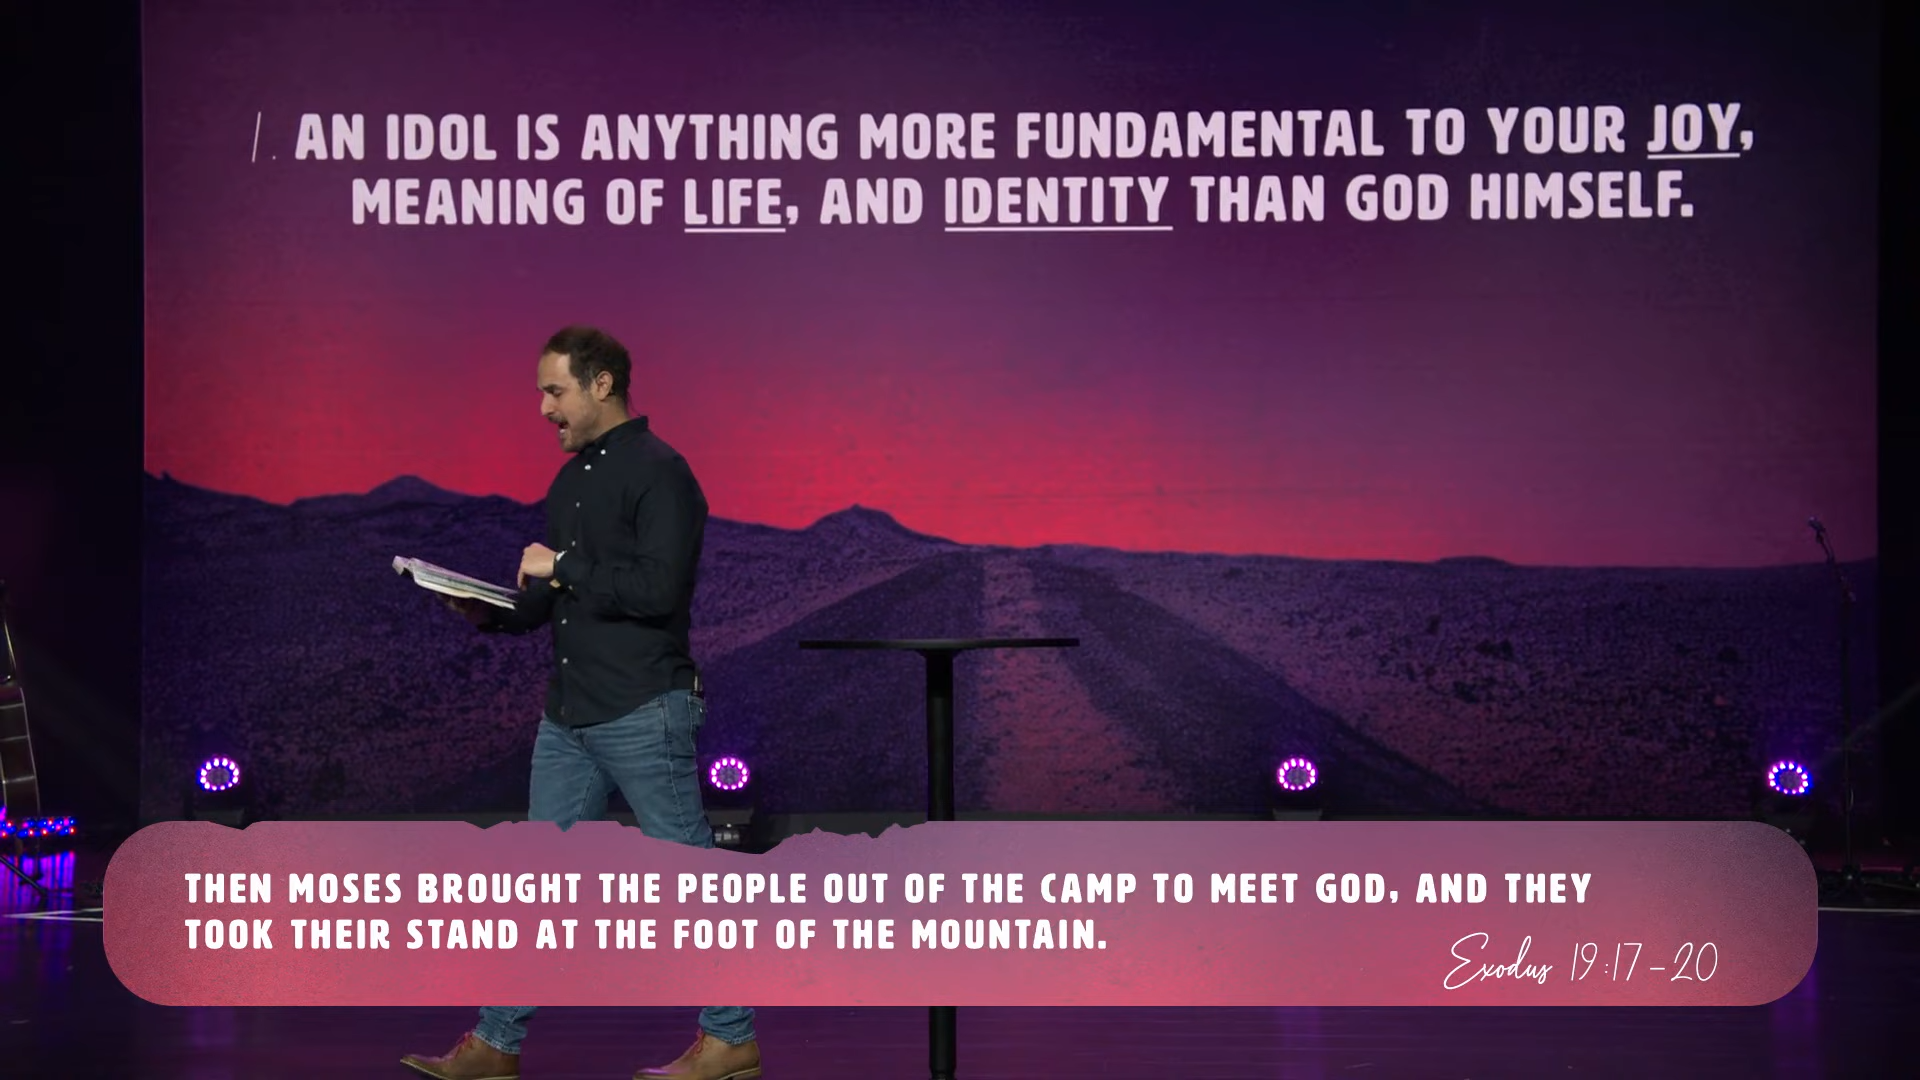 1. AN IDOL IS ANYTHING MORE FUNDAMENTAL TO YOUR JOY,
MEANING OF LIFE, AND IDENTITY THAN GOD HIMSELF.
THEN MOSES BROUGHT THE PEOPLE OUT OF THE CAMP TO MEET GOD, AND THEY
TOOK THEIR STAND AT THE FOOT OF THE MOUNTAIN.
Exodus 19:17-20